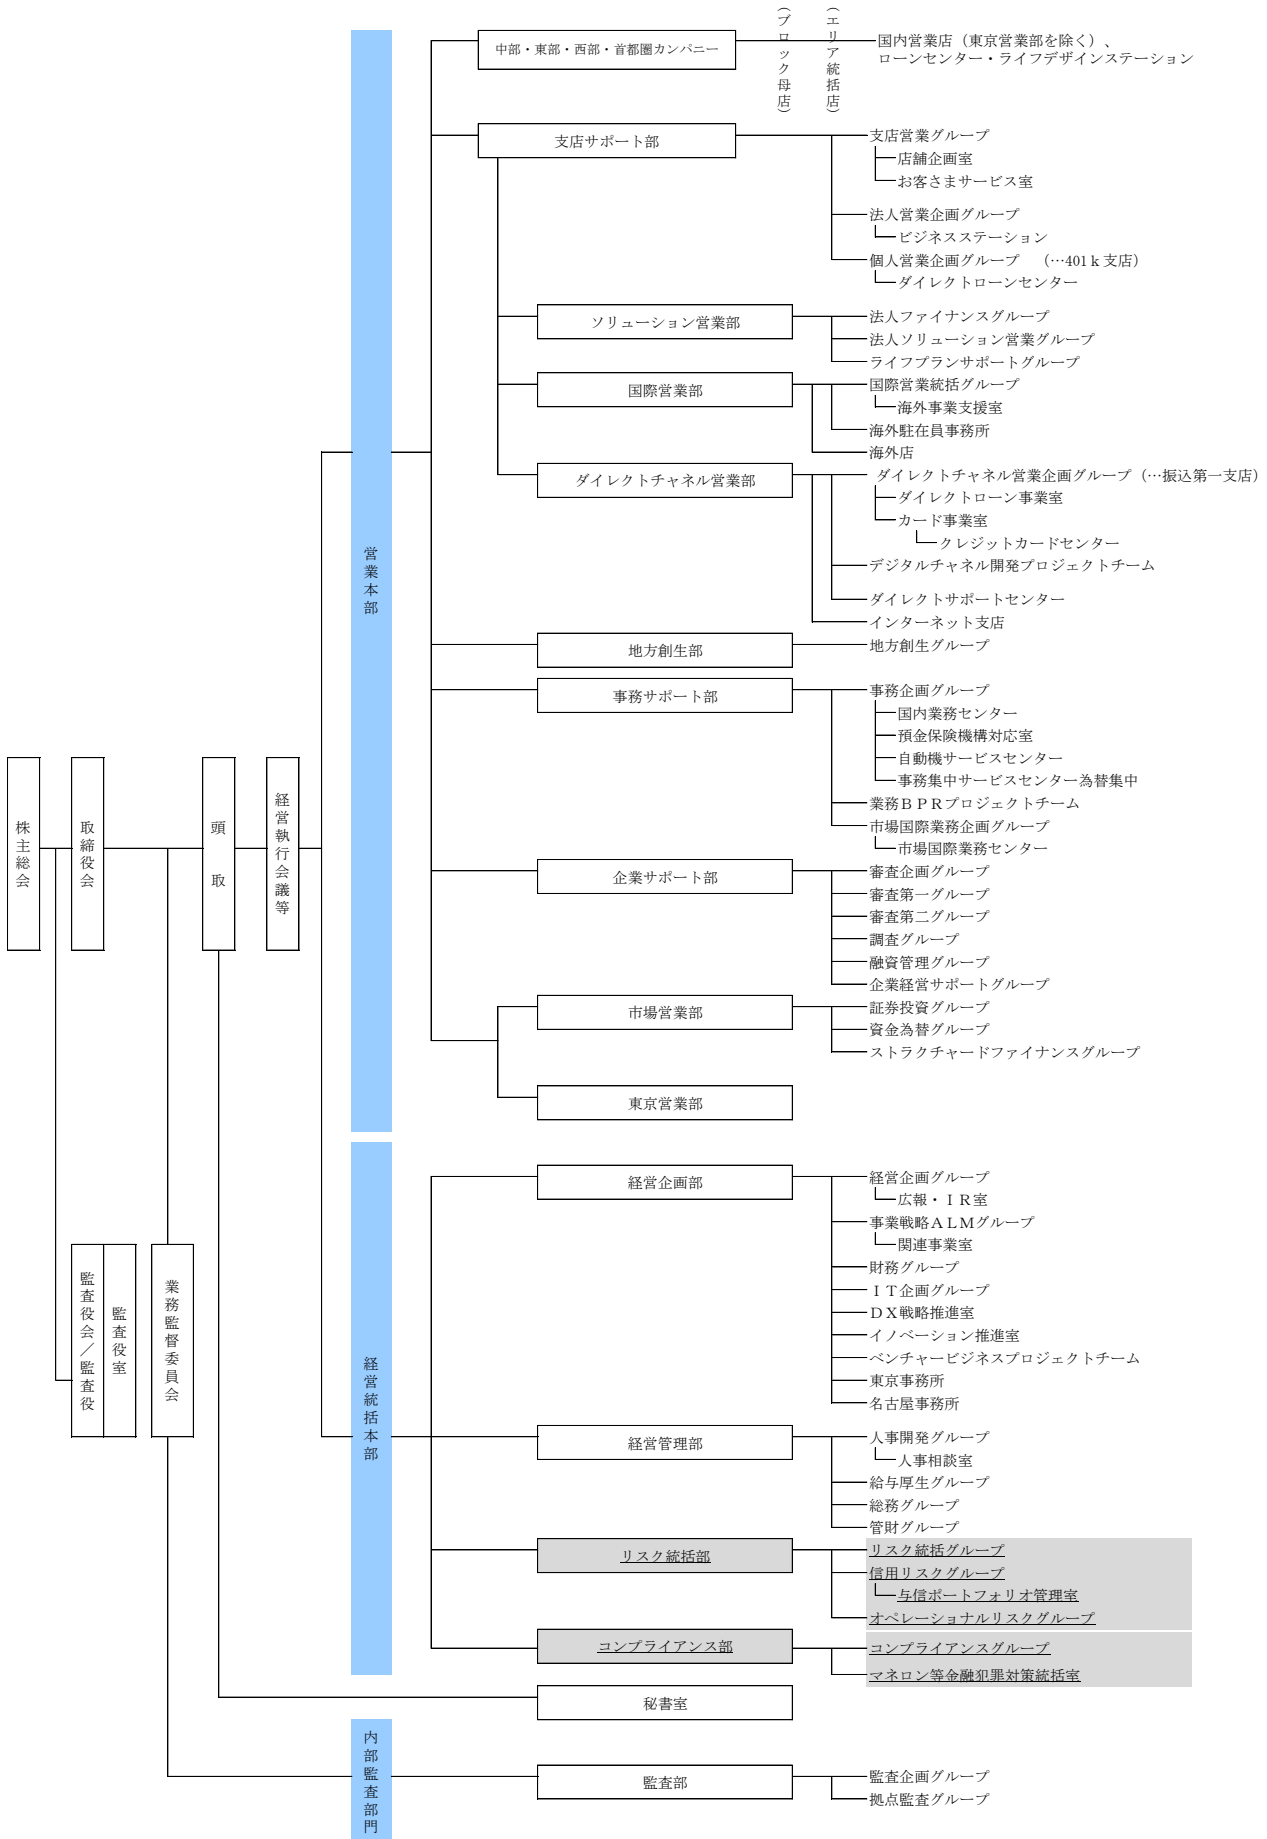 （ブロック母店）
（エリア統括店）
中部・東部・西部・首都圏カンパニー
国内営業店（東京営業部を除く）、
ローンセンター・ライフデザインステーション
支店サポート部
支店営業グループ
店舗企画室
お客さまサービス室
法人営業企画グループ
ビジネスステーション
個人営業企画グループ　（…401ｋ支店）
ダイレクトローンセンター
ソリューション営業部
法人ファイナンスグループ
法人ソリューション営業グループ
ライフプランサポートグループ
国際営業部
国際営業統括グループ
海外事業支援室
海外駐在員事務所
海外店
ダイレクトチャネル営業部
ダイレクトチャネル営業企画グループ（…振込第一支店）
ダイレクトローン事業室
カード事業室
クレジットカードセンター
営業本部
デジタルチャネル開発プロジェクトチーム
ダイレクトサポートセンター
インターネット支店
地方創生部
地方創生グループ
事務サポート部
事務企画グループ
国内業務センター
預金保険機構対応室
自動機サービスセンター
事務集中サービスセンター為替集中
業務ＢＰＲプロジェクトチーム
市場国際業務企画グループ
市場国際業務センター
株主総会
取締役会
頭取
経営執行会議等
企業サポート部
審査企画グループ
審査第一グループ
審査第二グループ
調査グループ
融資管理グループ
企業経営サポートグループ
市場営業部
証券投資グループ
資金為替グループ
ストラクチャードファイナンスグループ
東京営業部
経営企画部
経営企画グループ
広報・ＩＲ室
事業戦略ＡＬＭグループ
関連事業室
財務グループ
ＩＴ企画グループ
ＤＸ戦略推進室
イノベーション推進室
ベンチャービジネスプロジェクトチーム
東京事務所
名古屋事務所
監査役会／監査役
監査役室
業務監督委員会
経営統括本部
経営管理部
人事開発グループ
人事相談室
給与厚生グループ
総務グループ
管財グループ
リスク統括部
リスク統括グループ
信用リスクグループ
与信ポートフォリオ管理室
オペレーショナルリスクグループ
コンプライアンス部
コンプライアンスグループ
マネロン等金融犯罪対策統括室
秘書室
内部監査部門
監査部
監査企画グループ
拠点監査グループ